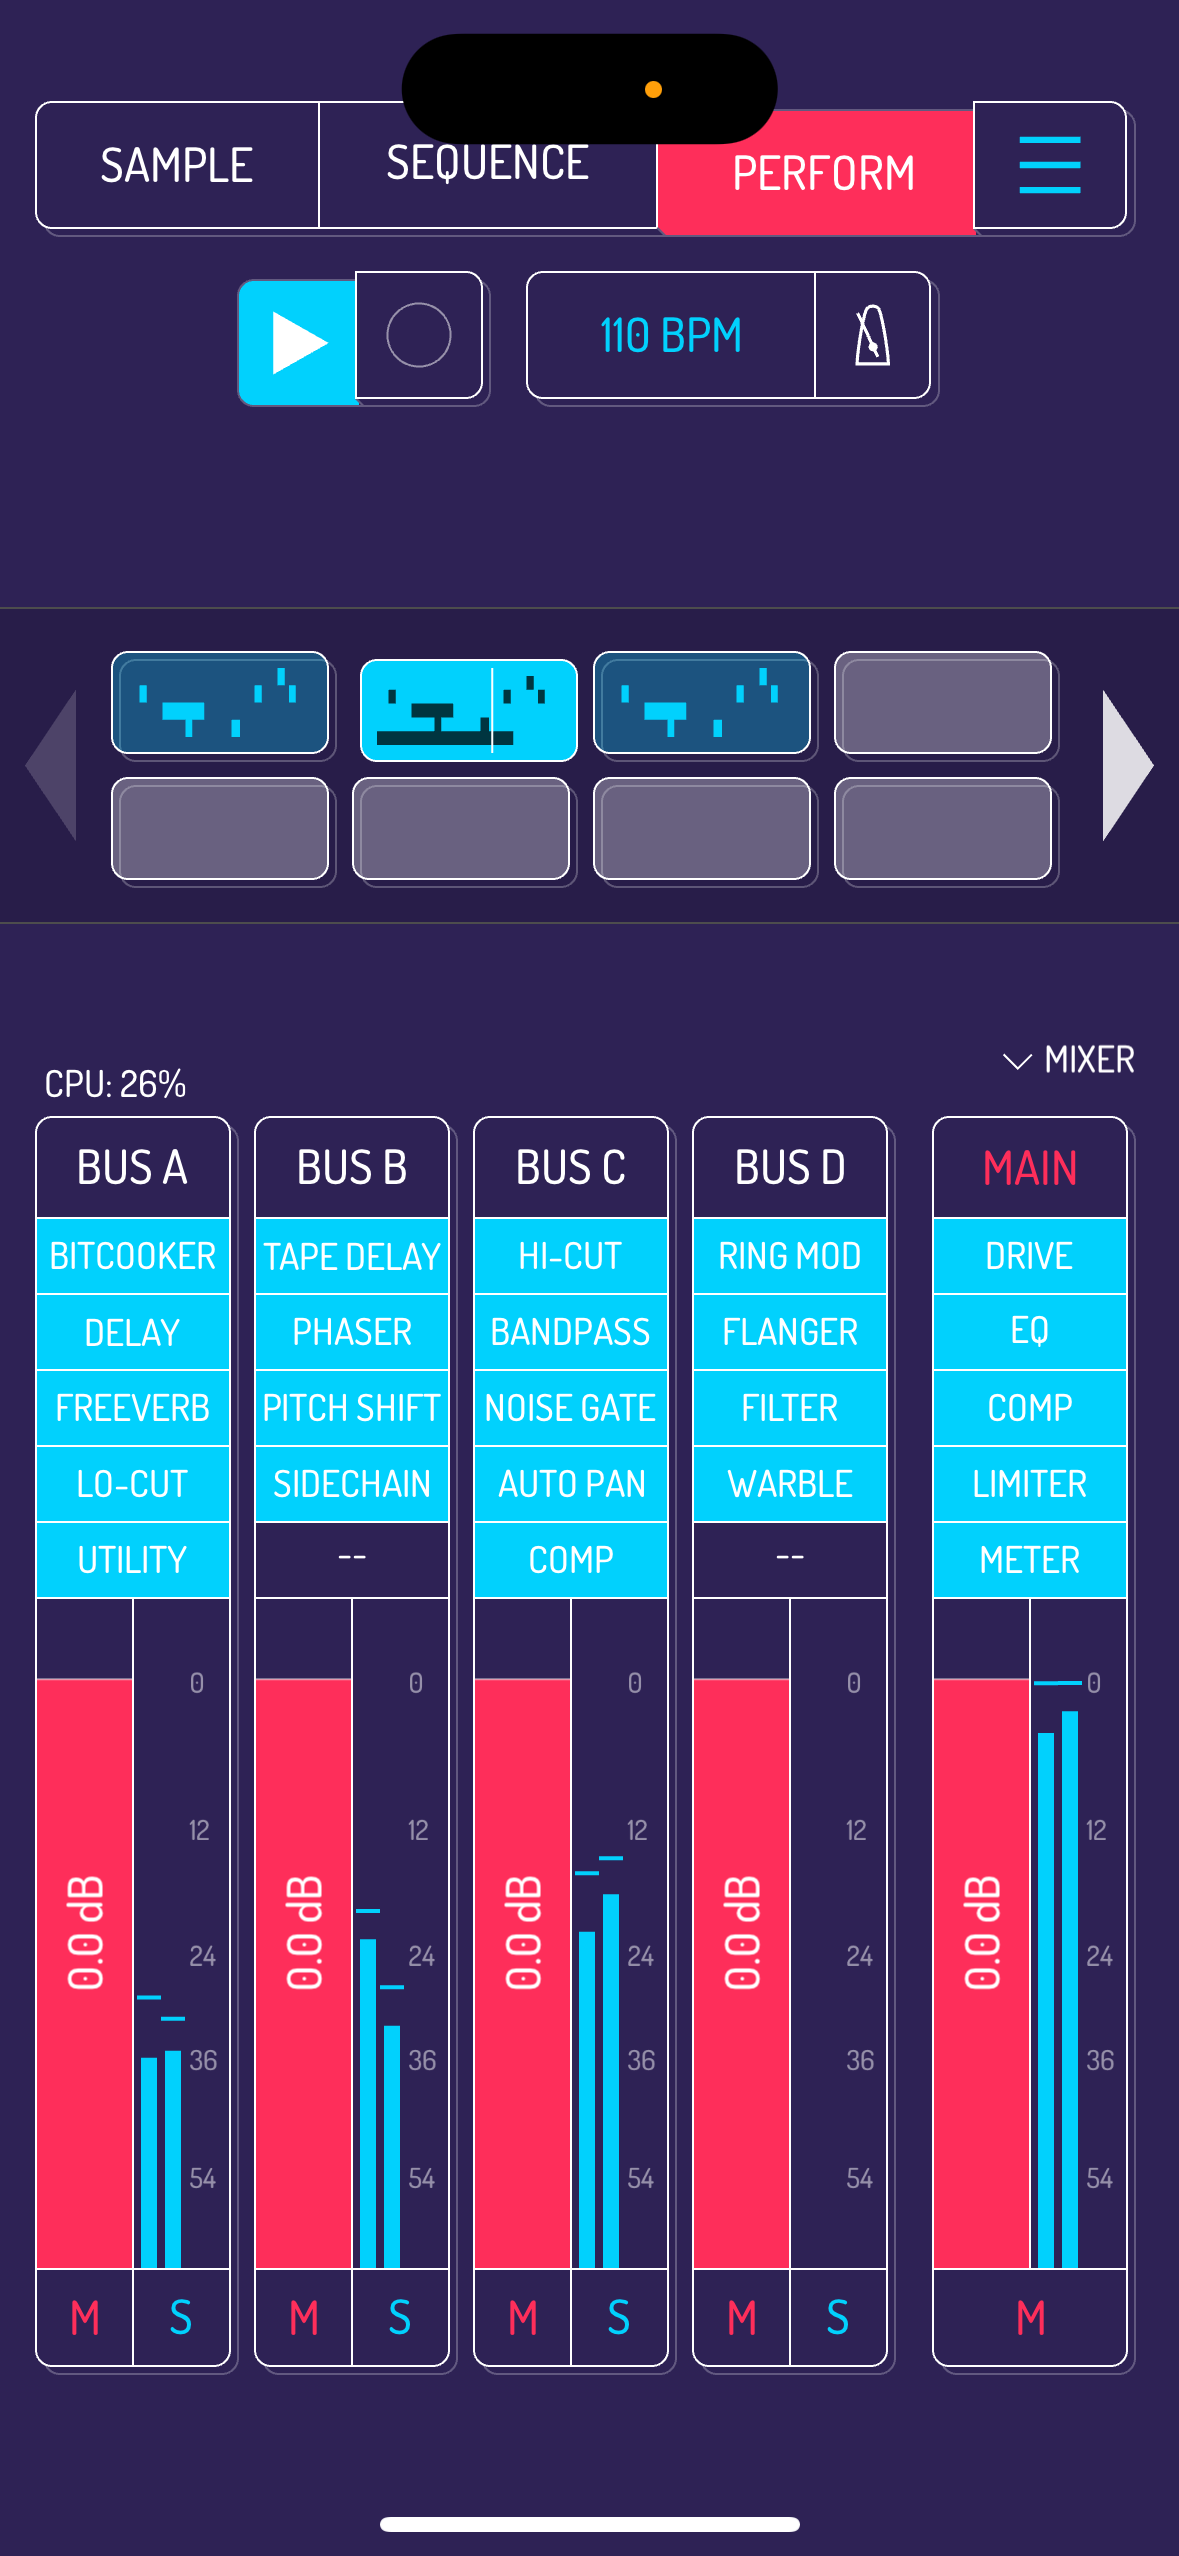 SAMPLE SEQUENCE PERFORM
110 BPM
MIXER
CPU: 26%
BUS A BUS B BUS C BUS D MAIN
BITCOOKER TAPE DELAY HI-CUT RING MOD DRIVE
DELAY PHASER BANDPASS FLANGER EQ
FREEVERB PITCH SHIFT NOISE GATE FILTER COMP
LO-CUT SIDECHAIN AUTO PAN WARBLE LIMITER
UTILITY -- COMP -- METER
0 0 0 0 0
12 12 12 12 12
0.0 dB 0.0 dB 0.0 dB 0.0 dB 0.0 dB
24 24 24 24 24
36 36 36 36 36
54 54 54 54 54
M S M S M S M S M